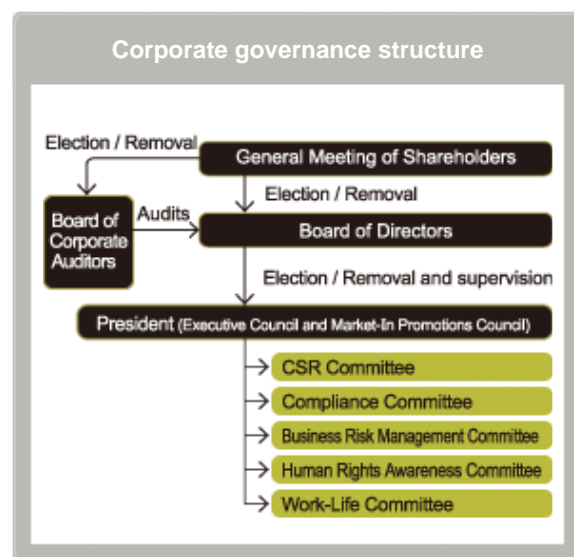 Corporate governance structure
Election / Removal
General Meeting of Shareholders
Election / Removal
Board of
Corporate
Auditors
Audits
Board of Directors
Election / Removal and supervision
President (Executive Council and Market-In Promotions Council)
CSR Committee
Compliance Committee
Business Risk Management Committee
Human Rights Awareness Committee
Work-Life Committee